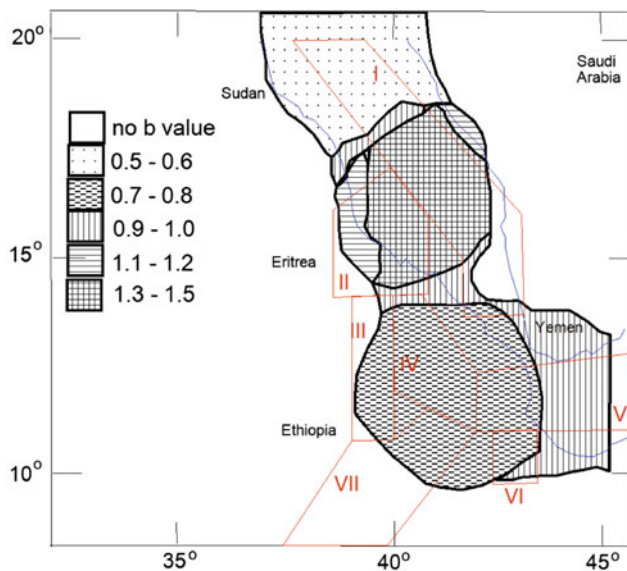 20°
Saudi
Arabia
I
Sudan
no b value
0.5 - 0.6
0.7 - 0.8
0.9 - 1.0
1.1 - 1.2
1.3 - 1.5
15°
Eritrea
II
III
Yemen
IV
V
Ethiopia
10°
VII
VI
35°
40°
45°